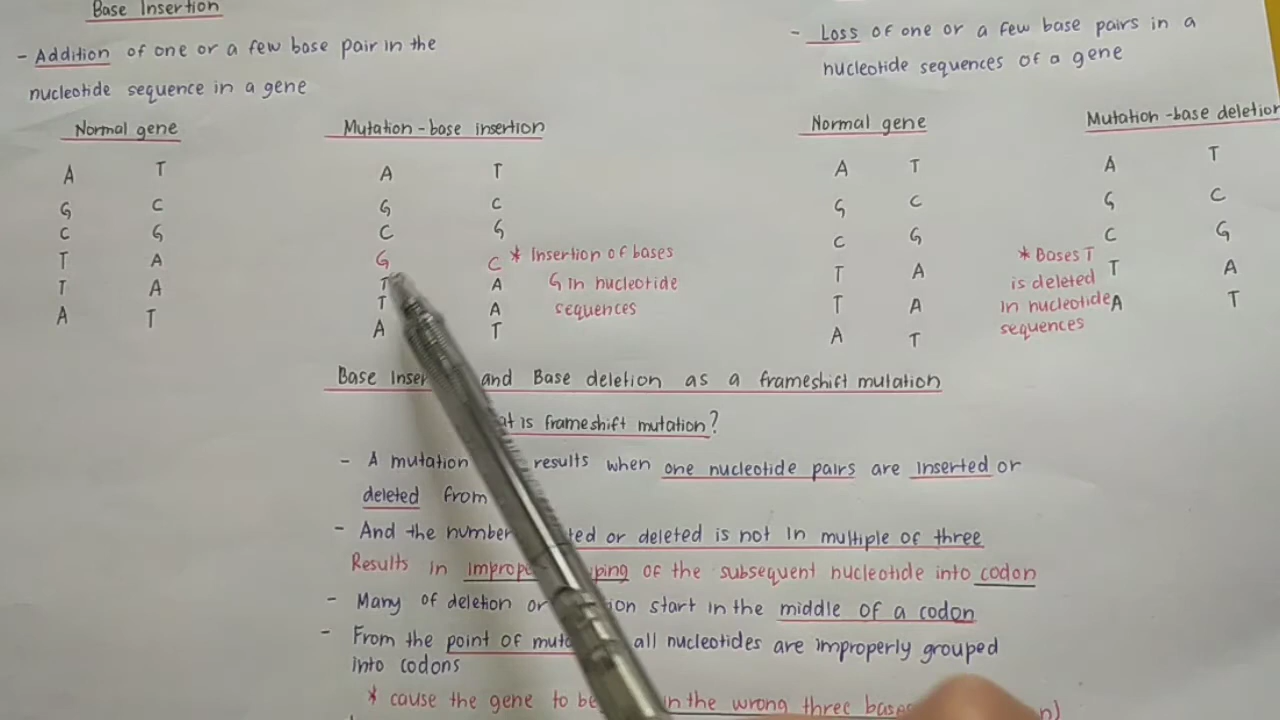 Base Insertion
- Addition of one or a few base pair in the
nucleotide sequence in a gene
Normal gene
A T
G C
C G
T A
T A
A T
Mutation - base insertion
A T
G C
C G
G C
T A
T A
A T
* Insertion of bases
G in nucleotide
sequences
- Loss of one or a few base pairs in a
nucleotide sequences of a gene
Normal gene
A T
G C
C G
T A
T A
A T
Mutation - base deletion
A T
G C
C G
T A
A T
* Bases T
is deleted
in nucleotide
sequences
Base and Base deletion as a frameshift mutation
is frameshift mutation?
- A mutation results when one nucleotide pairs are inserted or
deleted from
- And the number or deleted is not in multiple of three
Results in of the subsequent nucleotide into codon
- Many of deletion or start in the middle of a codon
- From the point of all nucleotides are improperly grouped
into codons
* cause the gene to be in the wrong three bases